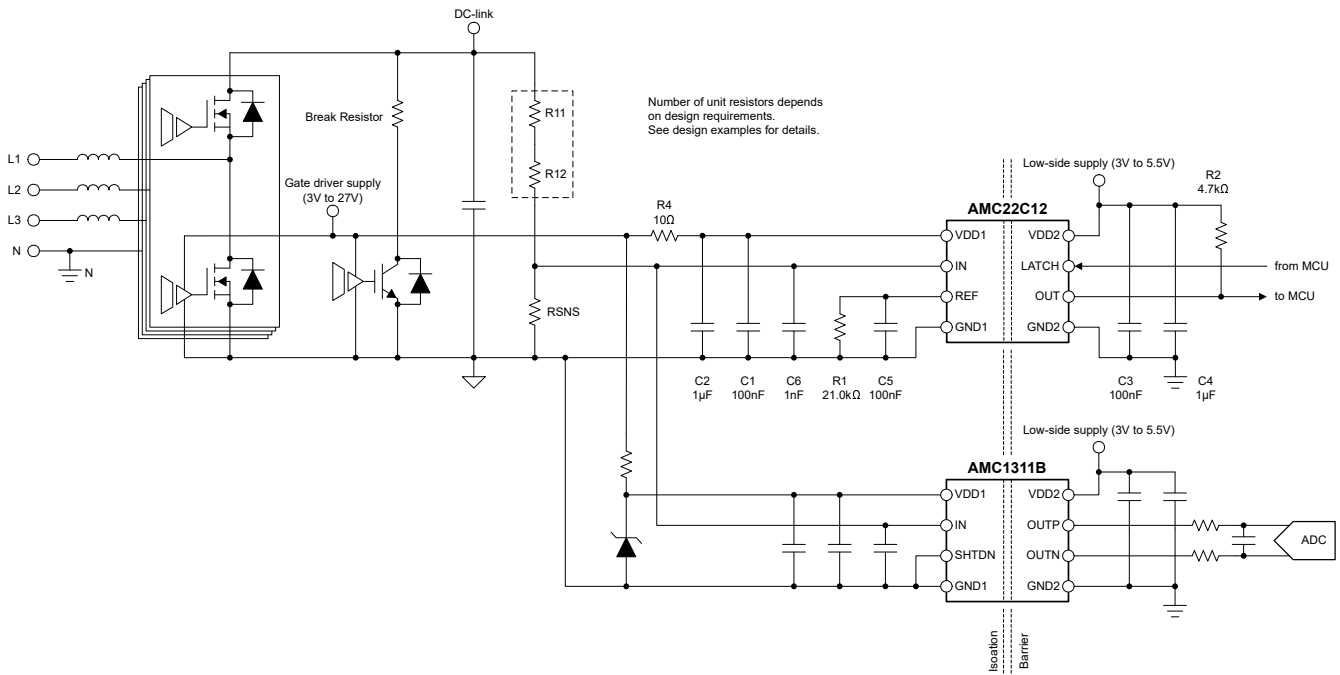 DC-link
Break Resistor
R11
R12
Number of unit resistors depends
on design requirements.
See design examples for details.
L1
L2
L3
N
N
Gate driver supply
(3V to 27V)
RSNS
R4
10Ω
C2
1μF
C1
100nF
C6
1nF
R1
21.0kΩ
C5
100nF
Low-side supply (3V to 5.5V)
R2
4.7kΩ
AMC22C12
VDD1
IN
REF
GND1
VDD2
LATCH
OUT
GND2
from MCU
to MCU
C3
100nF
C4
1μF
Low-side supply (3V to 5.5V)
AMC1311B
VDD1
IN
SHTDN
GND1
VDD2
OUTP
OUTN
GND2
ADC
Isoation
Barrier